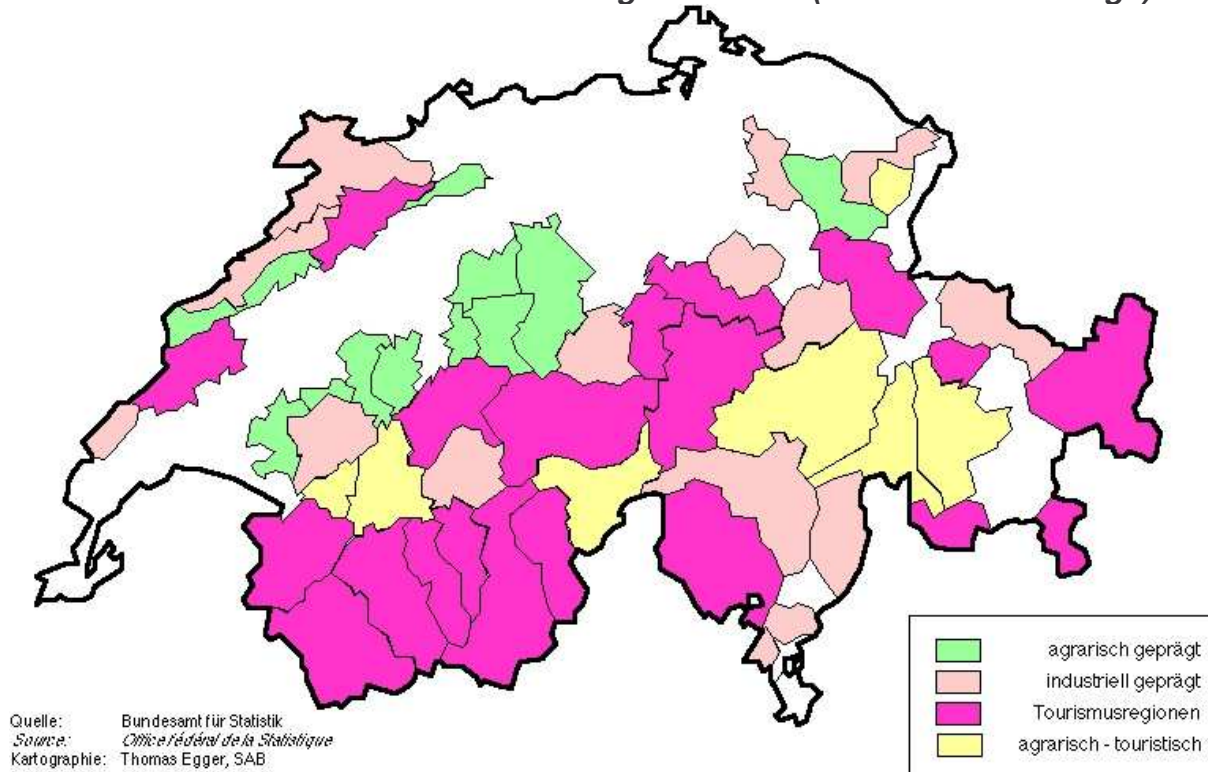 agrarisch geprägt
industriell geprägt
Tourismusregionen
agrarisch - touristisch
Quelle: Bundesamt für Statistik
Source: Office fédéral de la Statistique
Kartographie: Thomas Egger, SAB